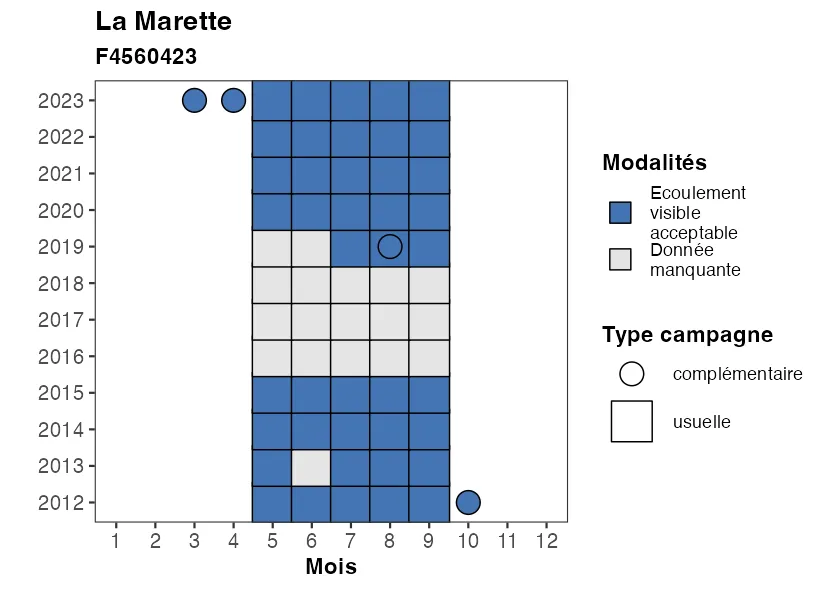 La Marette
F4560423
2023
2022
2021
2020
2019
2018
2017
2016
2015
2014
2013
2012
1 2 3 4 5 6 7 8 9 10 11 12
Mois
Modalités
Ecoulement
visible
acceptable
Donnée
manquante
Type campagne
complémentaire
usuelle